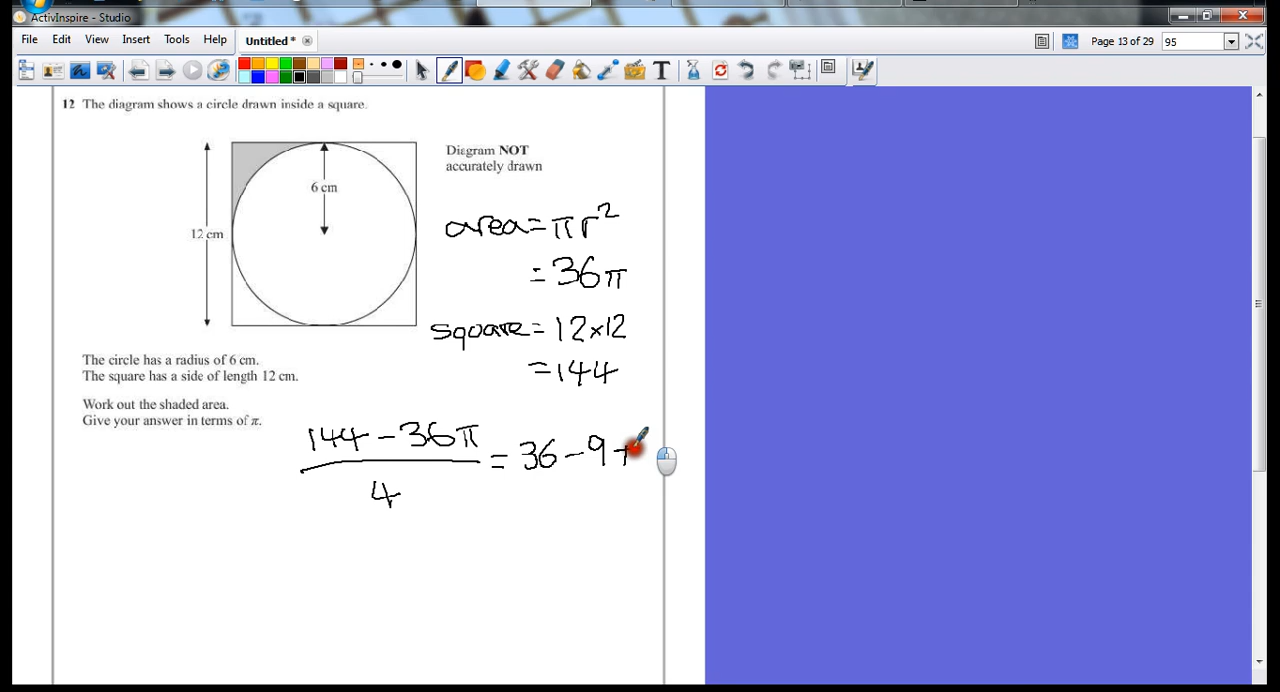 ActivInspire - Studio
File Edit View Insert Tools Help Untitled * Page 13 of 29 95
12 The diagram shows a circle drawn inside a square.
Diagram NOT
accurately drawn
6 cm
12 cm
area = πr²
= 36π
square = 12×12
= 144
The circle has a radius of 6 cm.
The square has a side of length 12 cm.
Work out the shaded area.
Give your answer in terms of π.
144 - 36π
4
= 36 - 9